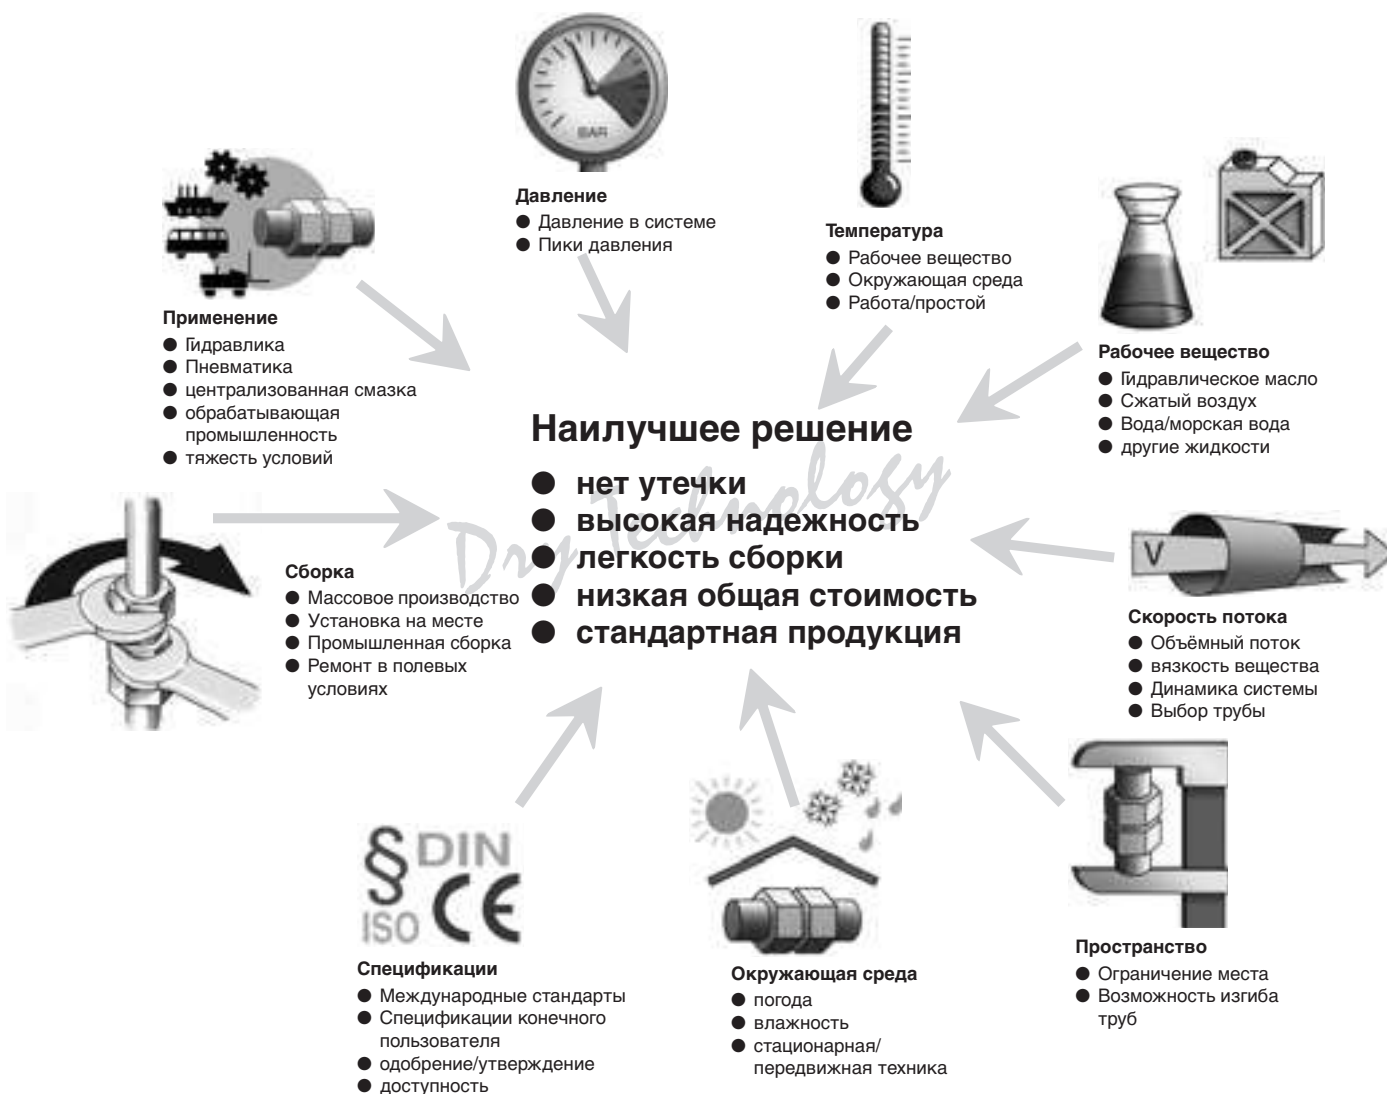 BAR
Давление
● Давление в системе
● Пики давления
Температура
● Рабочее вещество
● Окружающая среда
● Работа/простой
Применение
● Гидравлика
● Пневматика
● централизованная смазка
● обрабатывающая
промышленность
● тяжесть условий
Рабочее вещество
● Гидравлическое масло
● Сжатый воздух
● Вода/морская вода
● другие жидкости
Наилучшее решение
● нет утечки
● высокая надежность
● легкость сборки
● низкая общая стоимость
● стандартная продукция
Dry Technology
Сборка
● Массовое производство
● Установка на месте
● Промышленная сборка
● Ремонт в полевых
условиях
V
Скорость потока
● Объёмный поток
● вязкость вещества
● Динамика системы
● Выбор трубы
§ DIN
ISO CE
Спецификации
● Международные стандарты
● Спецификации конечного
пользователя
● одобрение/утверждение
● доступность
Окружающая среда
● погода
● влажность
● стационарная/
передвижная техника
Пространство
● Ограничение места
● Возможность изгиба
труб